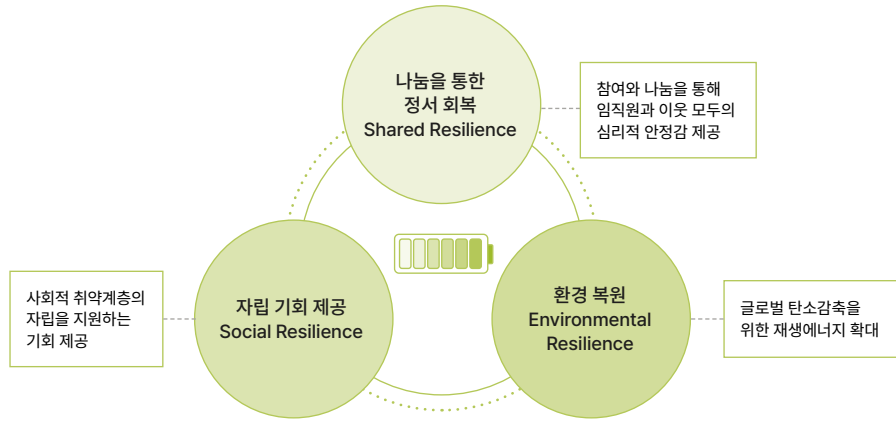 나눔을 통한
정서 회복
Shared Resilience
참여와 나눔을 통해
임직원과 이웃 모두의
심리적 안정감 제공
자립 기회 제공
Social Resilience
사회적 취약계층의
자립을 지원하는
기회 제공
환경 복원
Environmental
Resilience
글로벌 탄소감축을
위한 재생에너지 확대